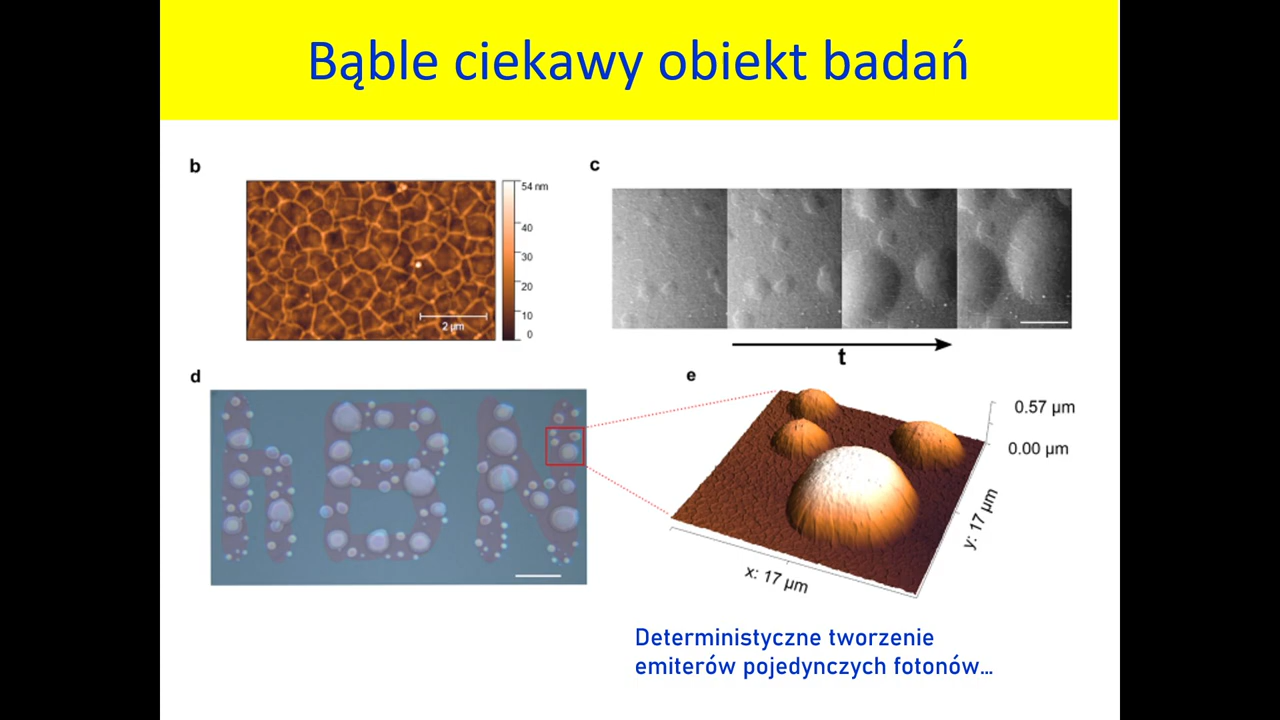 Bąble ciekawy obiekt badań
b
54 nm
40
30
20
10
0
2 µm
c
t
d
hBN
e
0.57 µm
0.00 µm
y: 17 µm
x: 17 µm
Deterministyczne tworzenie
emiterów pojedynczych fotonów...